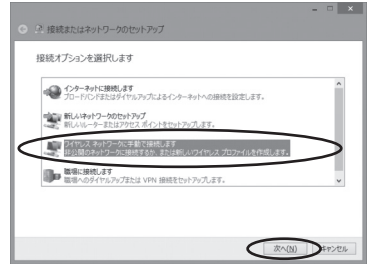 接続またはネットワークのセットアップ
接続オプションを選択します
インターネットに接続します
ブロードバンドまたはダイヤルアップによるインターネットへの接続を設定します。
新しいネットワークのセットアップ
新しいルーターまたはアクセス ポイントをセットアップします。
ワイヤレス ネットワークに手動で接続します
非公開のネットワークに接続するか、または新しいワイヤレス プロファイルを作成します。
職場に接続します
職場へのダイヤルアップまたは VPN 接続をセットアップします。
次へ(N) キャンセル